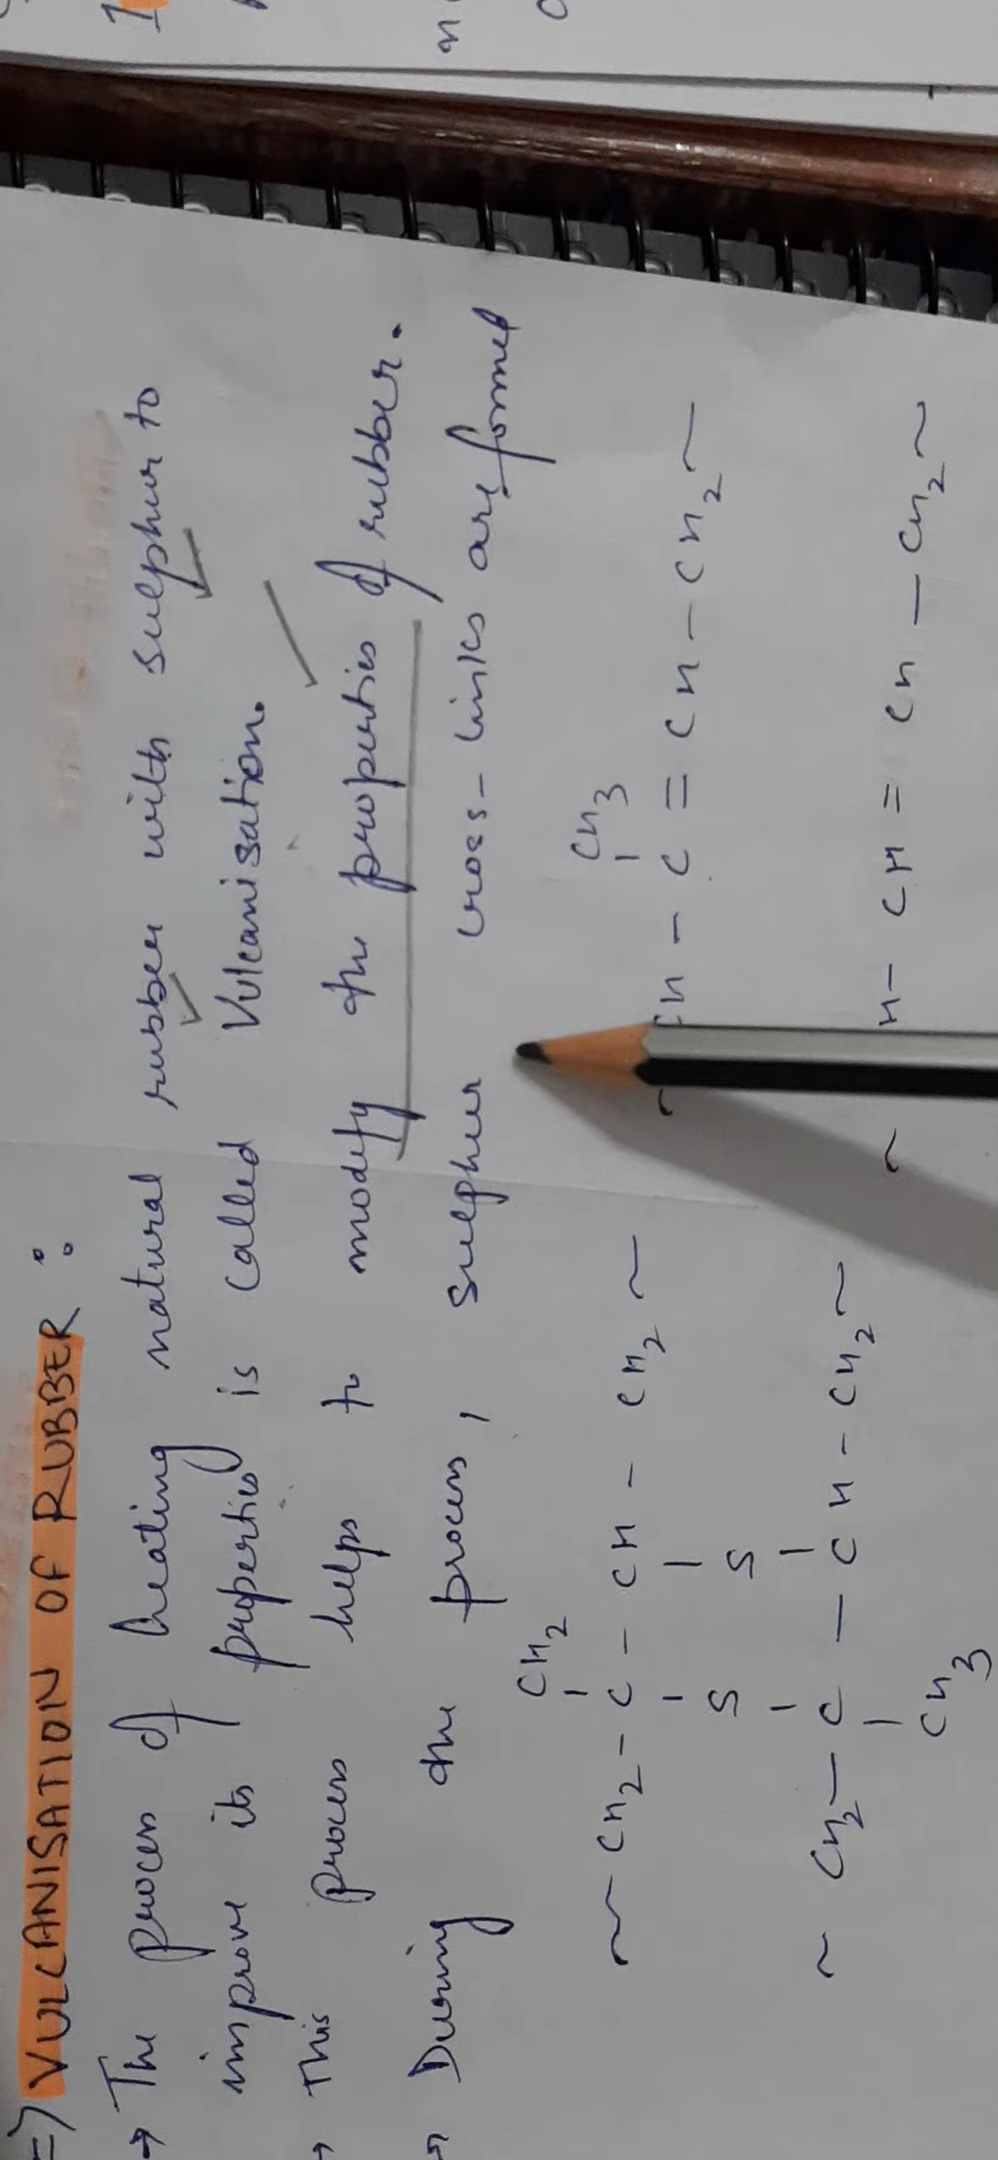 =) VULCANISATION OF RUBBER :
→ The process of heating natural rubber with sulphur to
improve its properties is called Vulcanisation.
→ This process helps to modify the properties of rubber.
→ During the process, sulphur cross-links are formed
CH2 CH3
~ CH2 - C - CH - CH2 ~ ~ CH - C = CH - CH2 ~
S S
~ CH2 - C - CH - CH2 ~ ~ H - CH = CH - CH2 ~
CH3